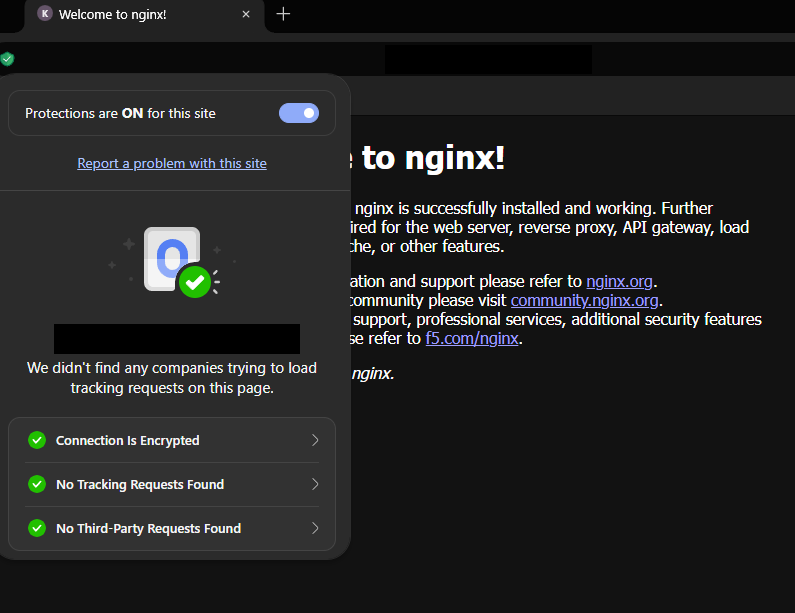 K Welcome to nginx!
Protections are ON for this site
Report a problem with this site
We didn't find any companies trying to load
tracking requests on this page.
Connection Is Encrypted
No Tracking Requests Found
No Third-Party Requests Found
to nginx!
nginx is successfully installed and working. Further
ired for the web server, reverse proxy, API gateway, load
che, or other features.
ation and support please refer to nginx.org.
community please visit community.nginx.org.
support, professional services, additional security features
se refer to f5.com/nginx.
nginx.